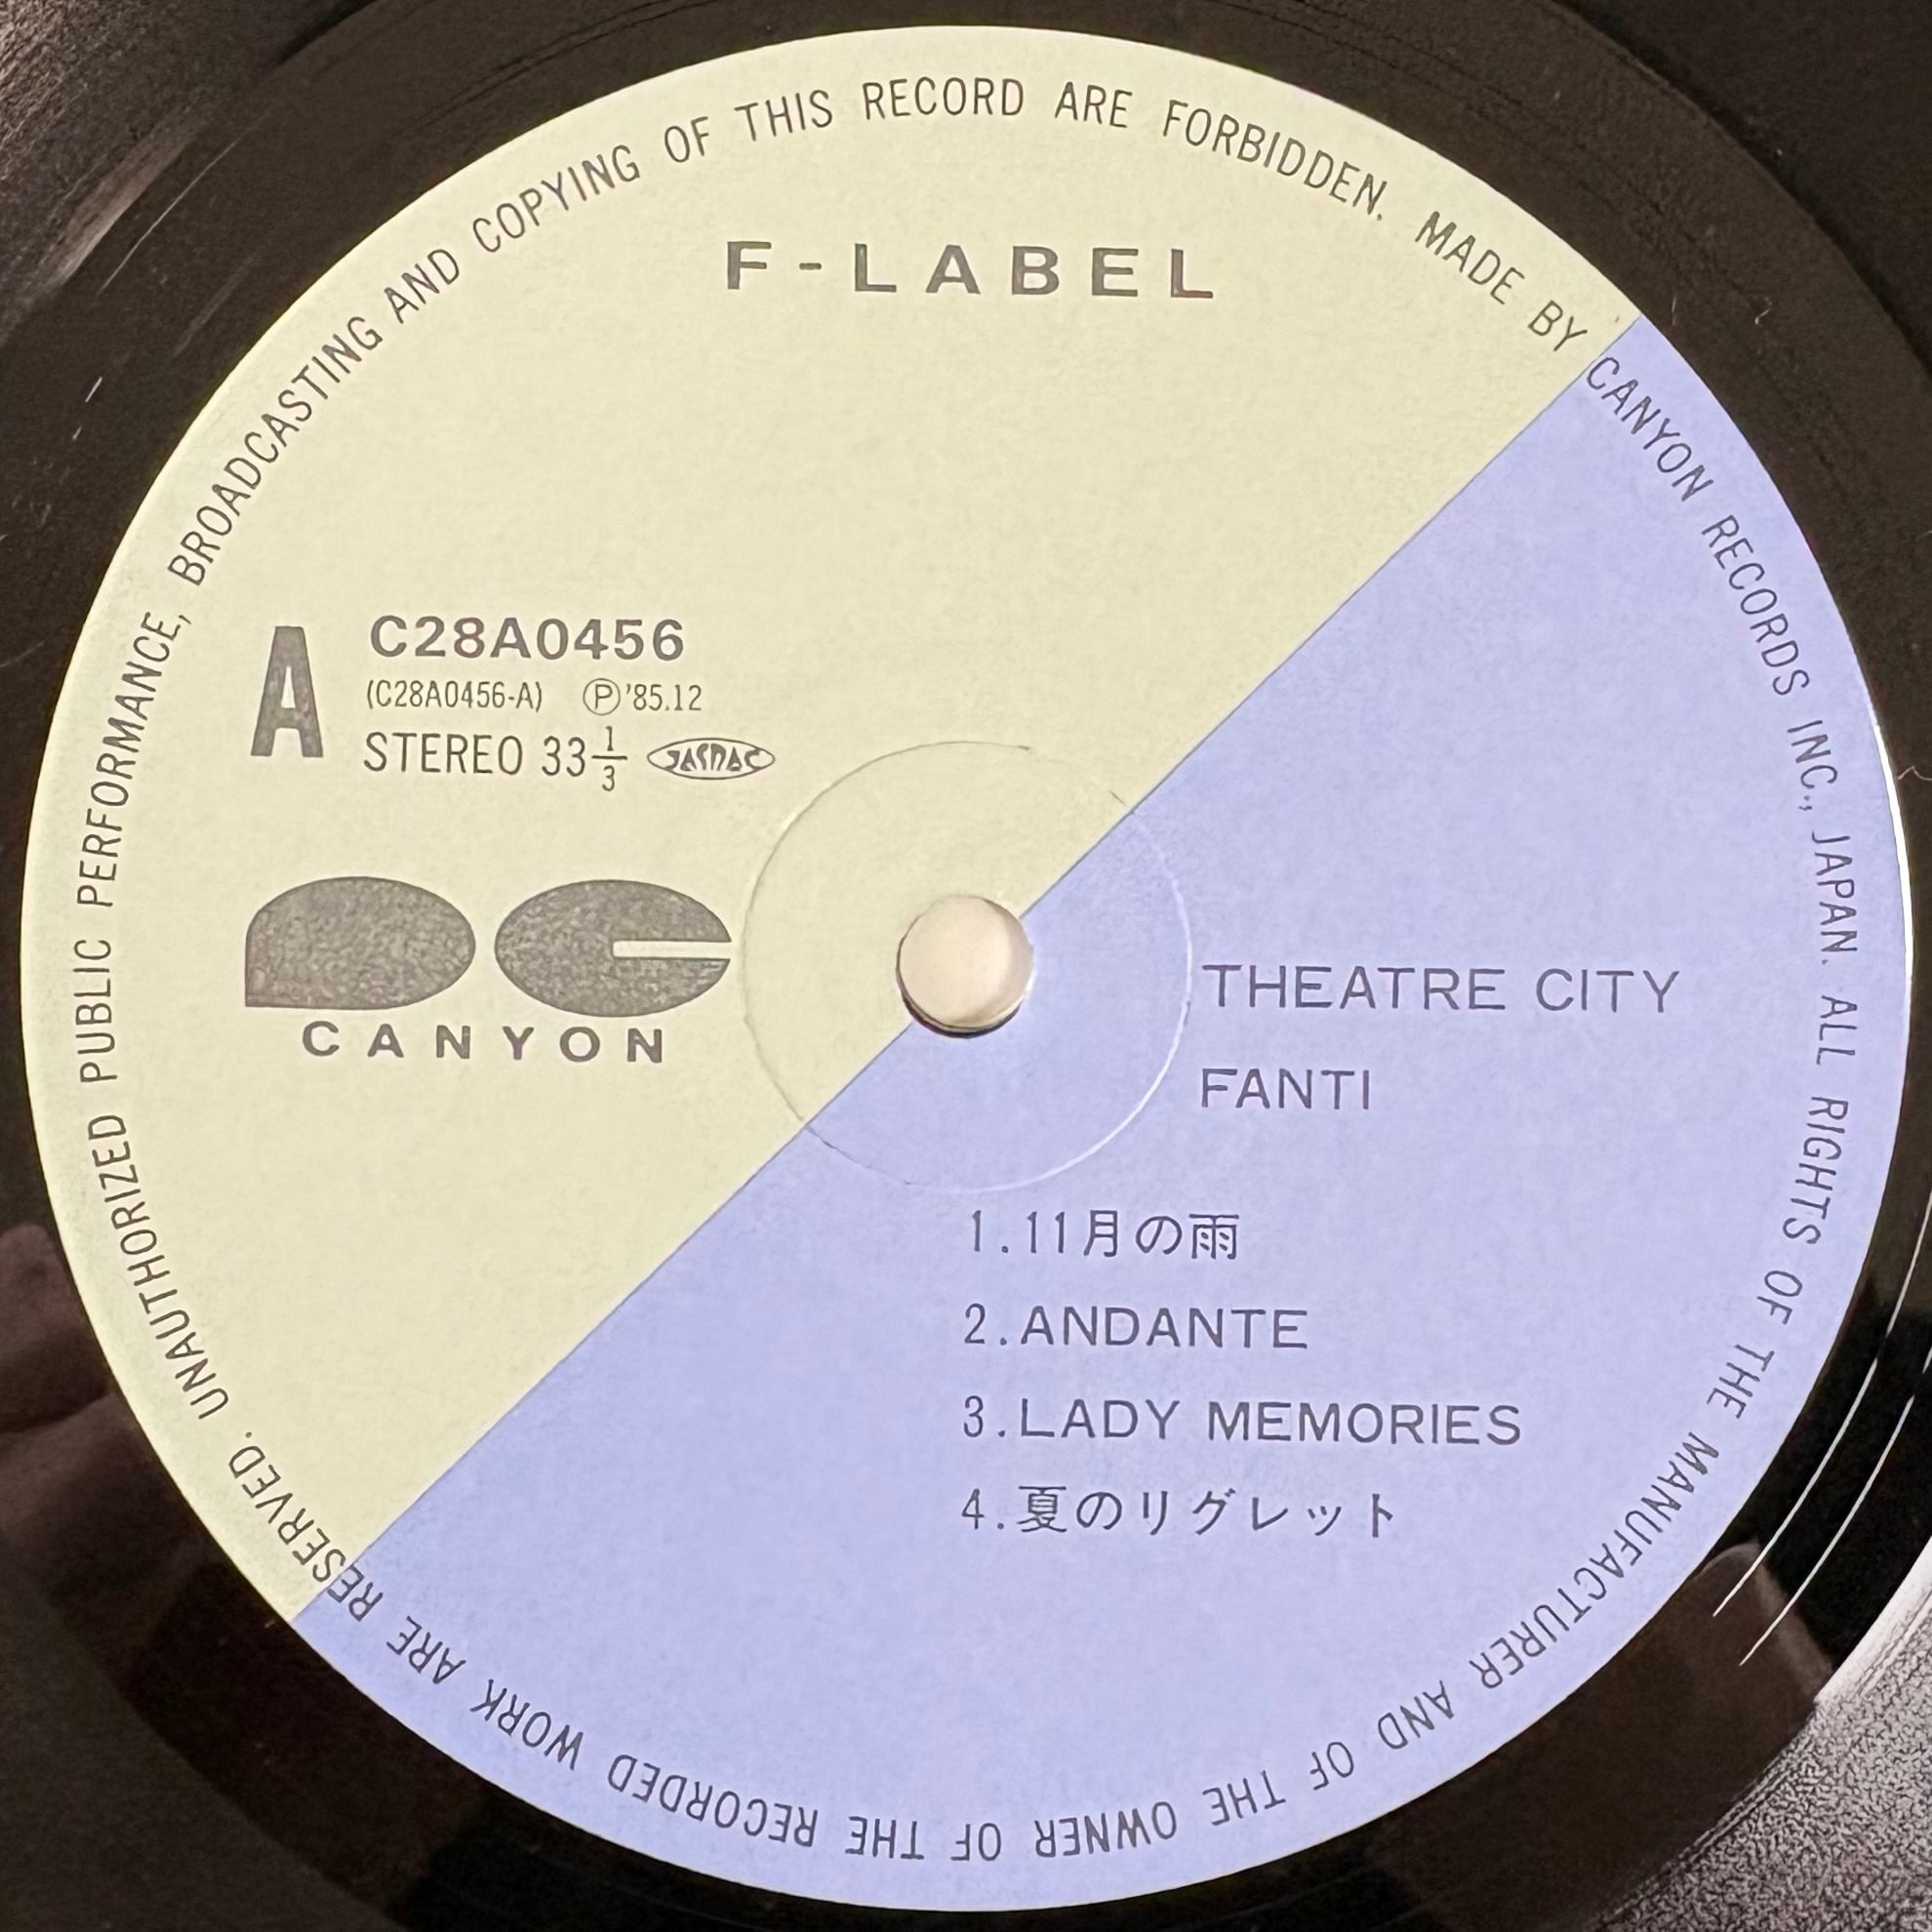 UNAUTHORIZED PUBLIC PERFORMANCE, BROADCASTING AND COPYING OF THIS RECORD ARE FORBIDDEN. MADE BY CANYON RECORDS INC., JAPAN. ALL RIGHTS OF THE MANUFACTURER AND OF THE OWNER OF THE RECORDED WORK ARE RESERVED.
F-LABEL
A
C28A0456
(C28A0456-A) Ⓟ'85.12
STEREO 33 1/3 JASRAC
CANYON
THEATRE CITY
FANTI
1.11月の雨
2.ANDANTE
3.LADY MEMORIES
4.夏のリグレット